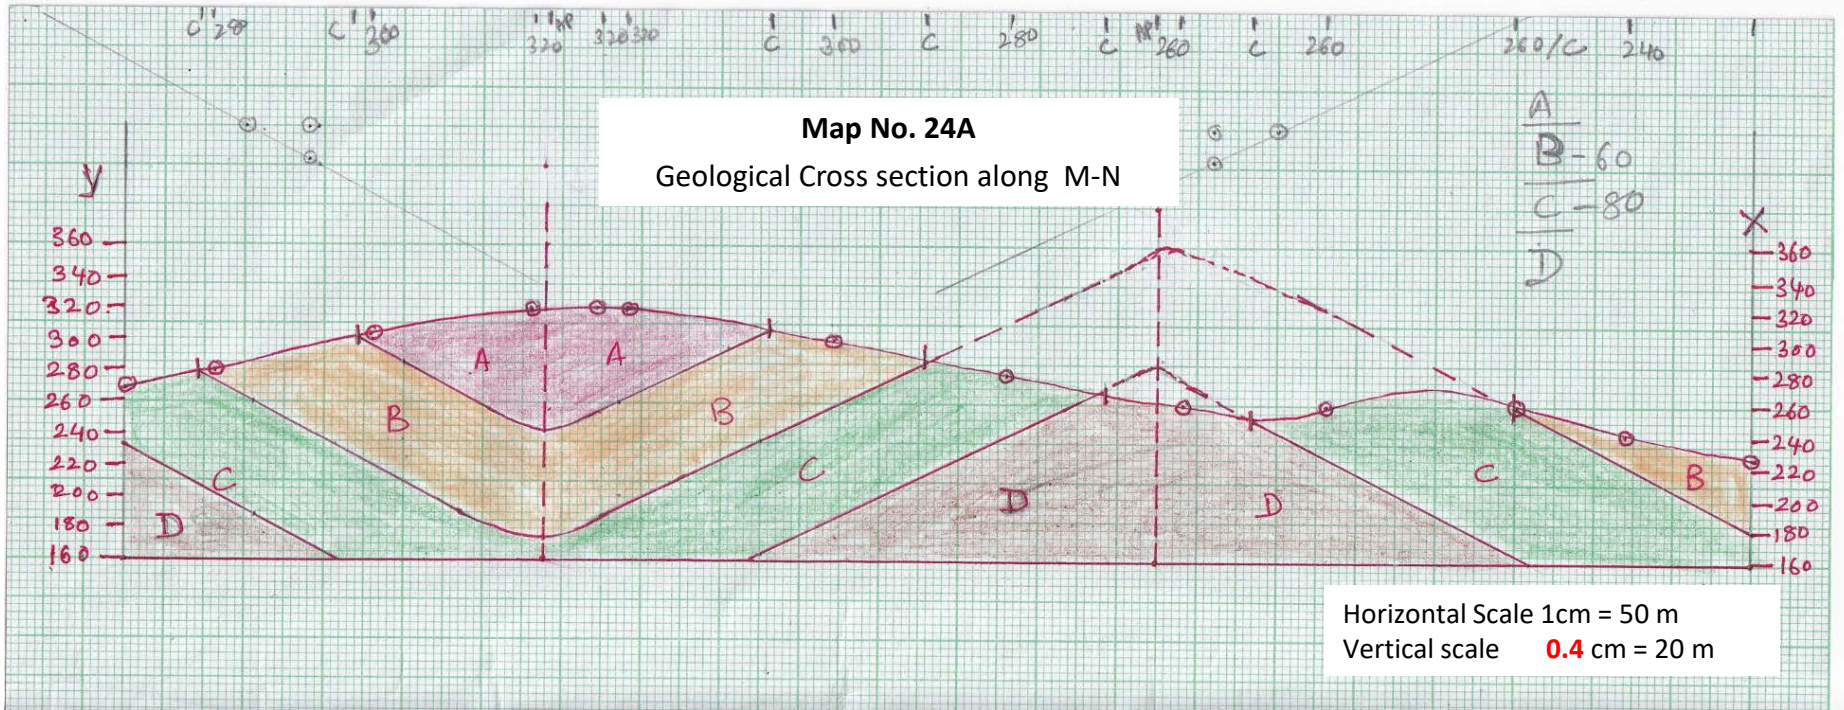 C 280 C 300 320 AP 320 320 C 300 C 280 C AP 260 C 260 260/C 240
Map No. 24A
Geological Cross section along M-N
A
B - 60
C - 80
D
y
X
360
340
320
300
280
260
240
220
200
180
160
360
340
320
300
280
260
240
220
200
180
160
A A
B B
C C C
D D D
B
Horizontal Scale 1cm = 50 m
Vertical scale 0.4 cm = 20 m